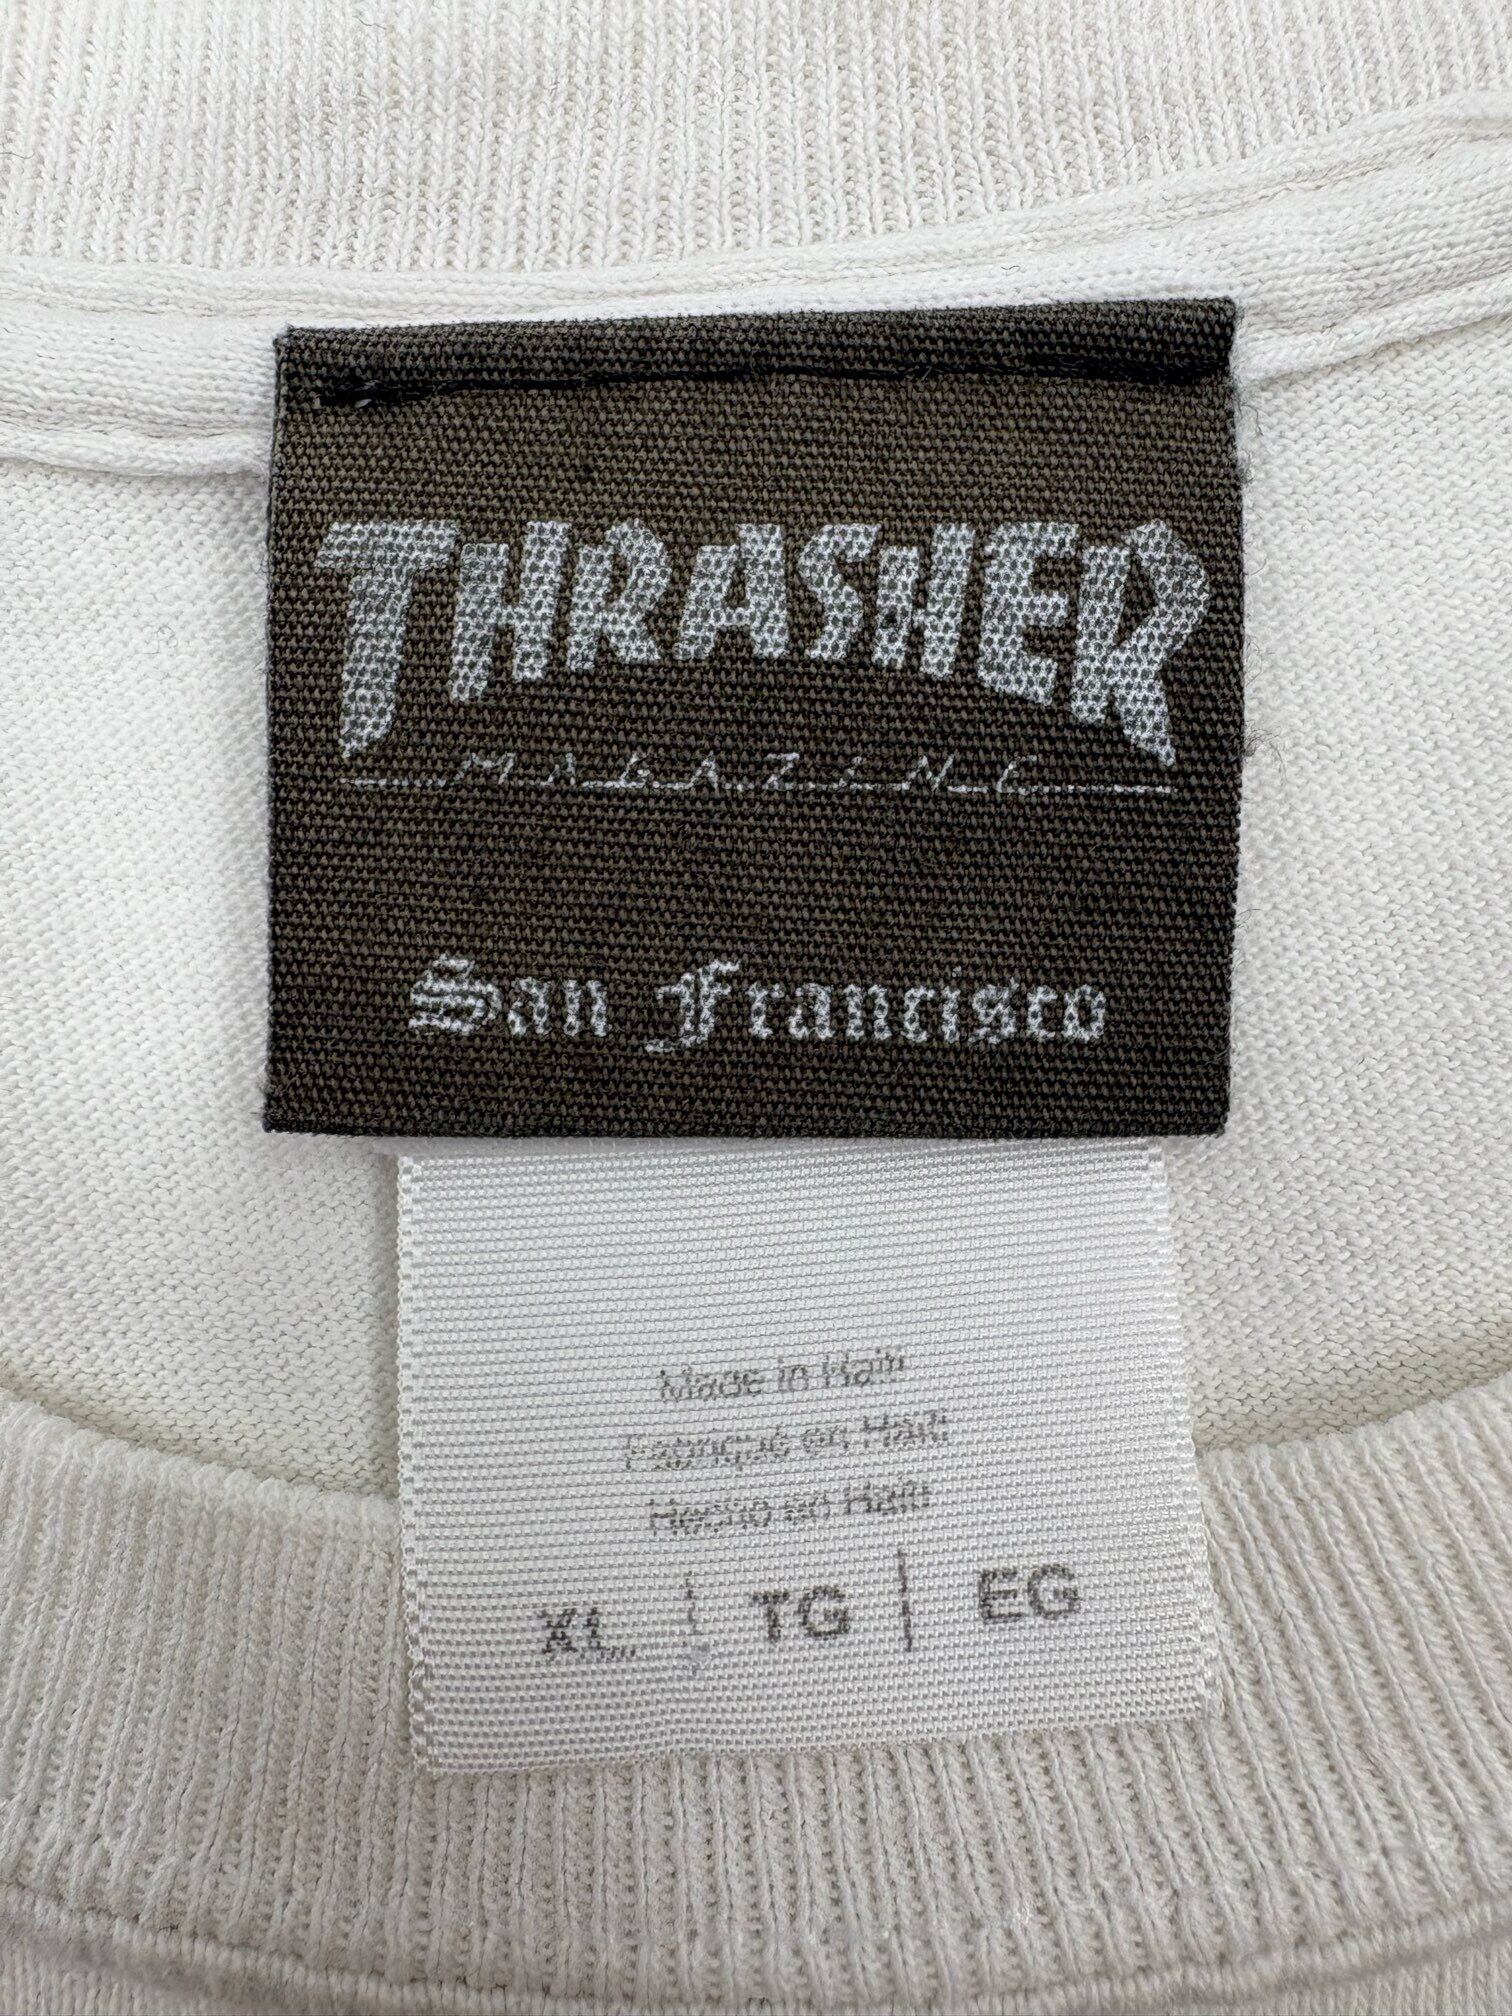 THRASHER
MAGAZINE
San Francisco
Made in Haiti
Fabriqué en Haïti
Hecho en Haití
XL | TG | EG